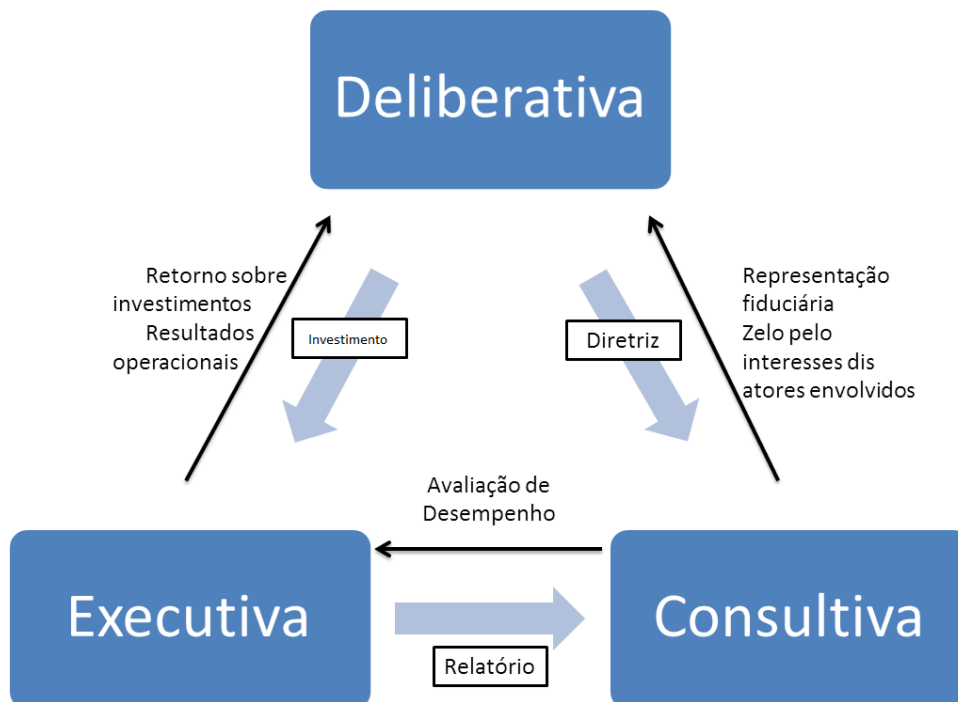 Deliberativa
Retorno sobre
investimentos
Resultados
operacionais
Investimento
Diretriz
Representação
fiduciária
Zelo pelo
interesses dis
atores envolvidos
Avaliação de
Desempenho
Executiva
Relatório
Consultiva